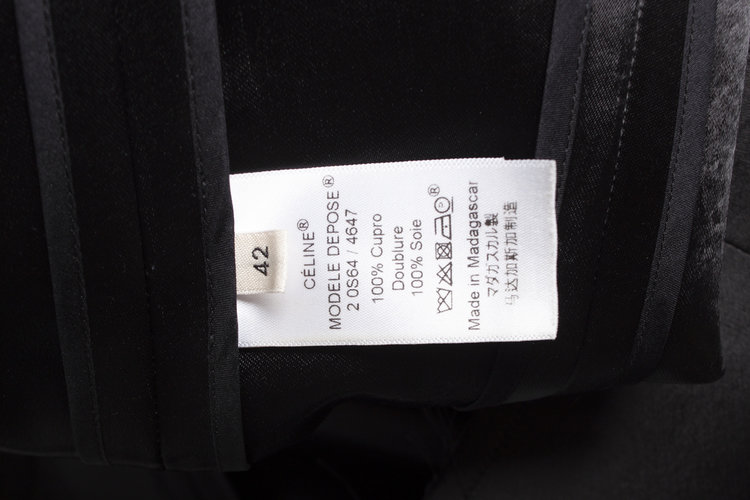 42
CÉLINE®
MODELE DEPOSE®
2 0S64 / 4647
100% Cupro
Doublure
100% Soie
P ®
Made in Madagascar
マダガスカル製
马达加斯加制造